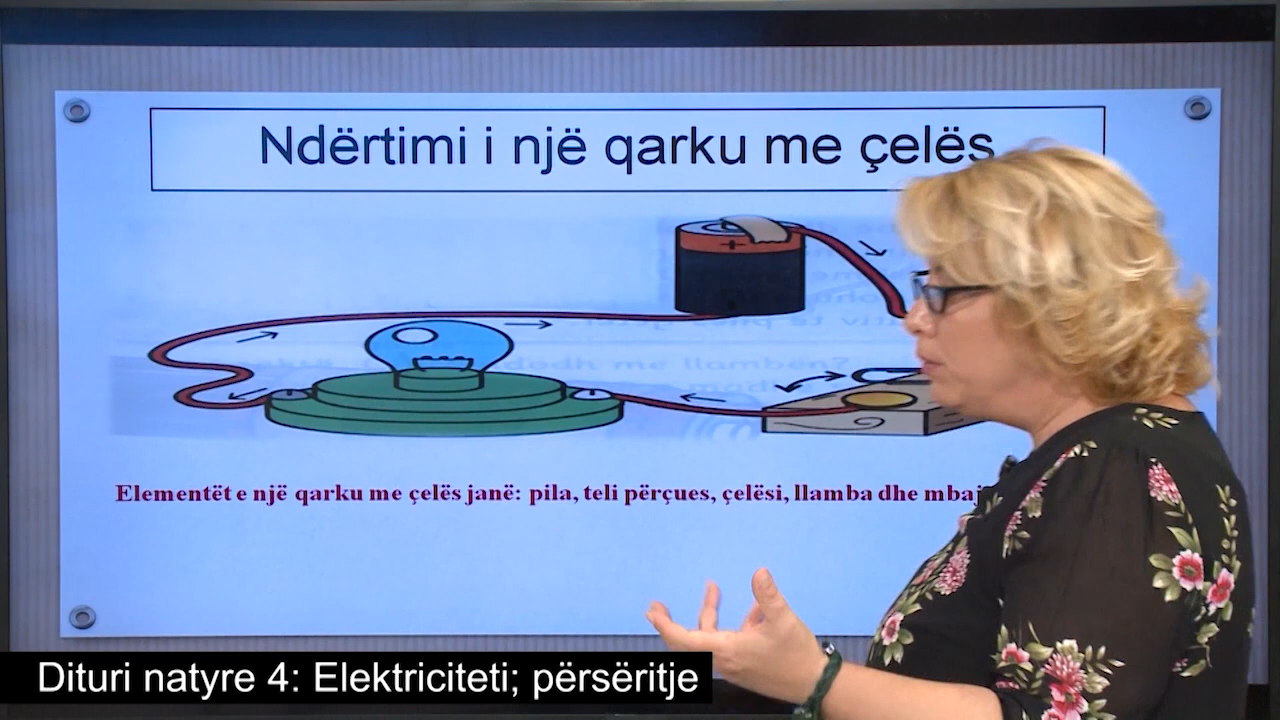 Ndërtimi i një qarku me çelës
+
Elementët e një qarku me çelës janë: pila, teli përçues, çelësi, llamba dhe
Dituri natyre 4: Elektriciteti; përsëritje